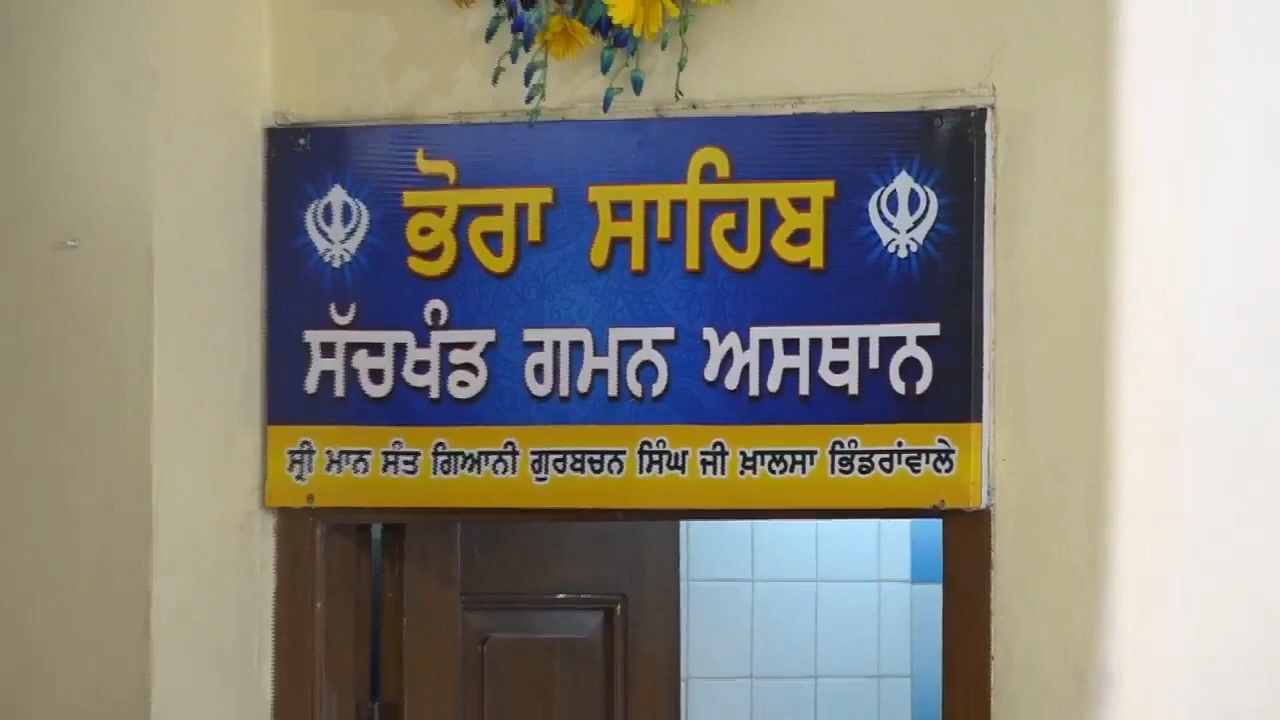 ਭੋਰਾ ਸਾਹਿਬ
ਸੱਚਖੰਡ ਗਮਨ ਅਸਥਾਨ
ਸ੍ਰੀ ਮਾਨ ਸੰਤ ਗਿਆਨੀ ਗੁਰਬਚਨ ਸਿੰਘ ਜੀ ਖ਼ਾਲਸਾ ਭਿੰਡਰਾਂਵਾਲੇ